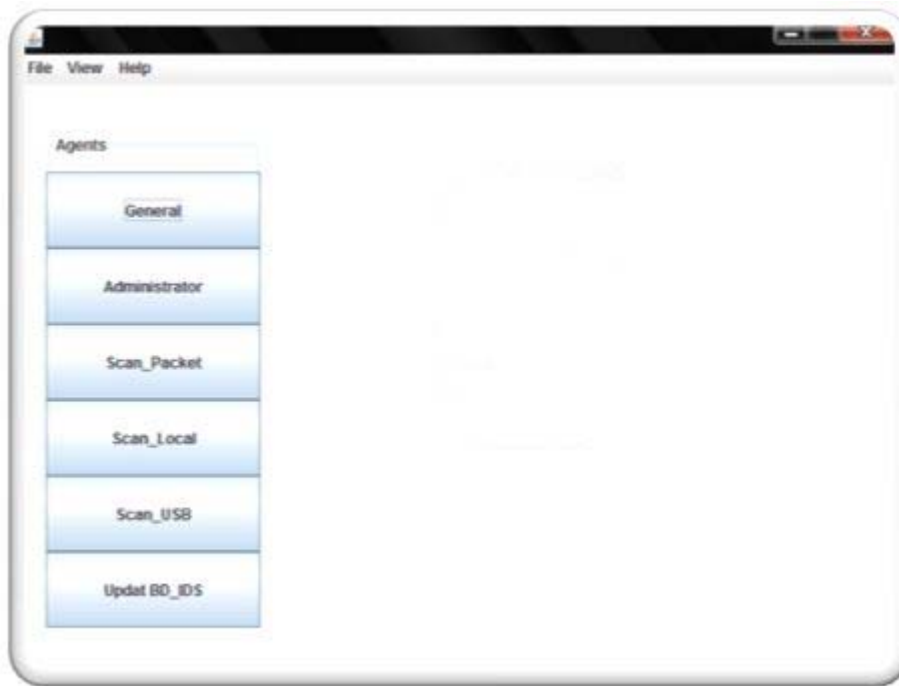 File View Help
Agents
General
Administrator
Scan_Packet
Scan_Local
Scan_USB
Updat BD_IDS